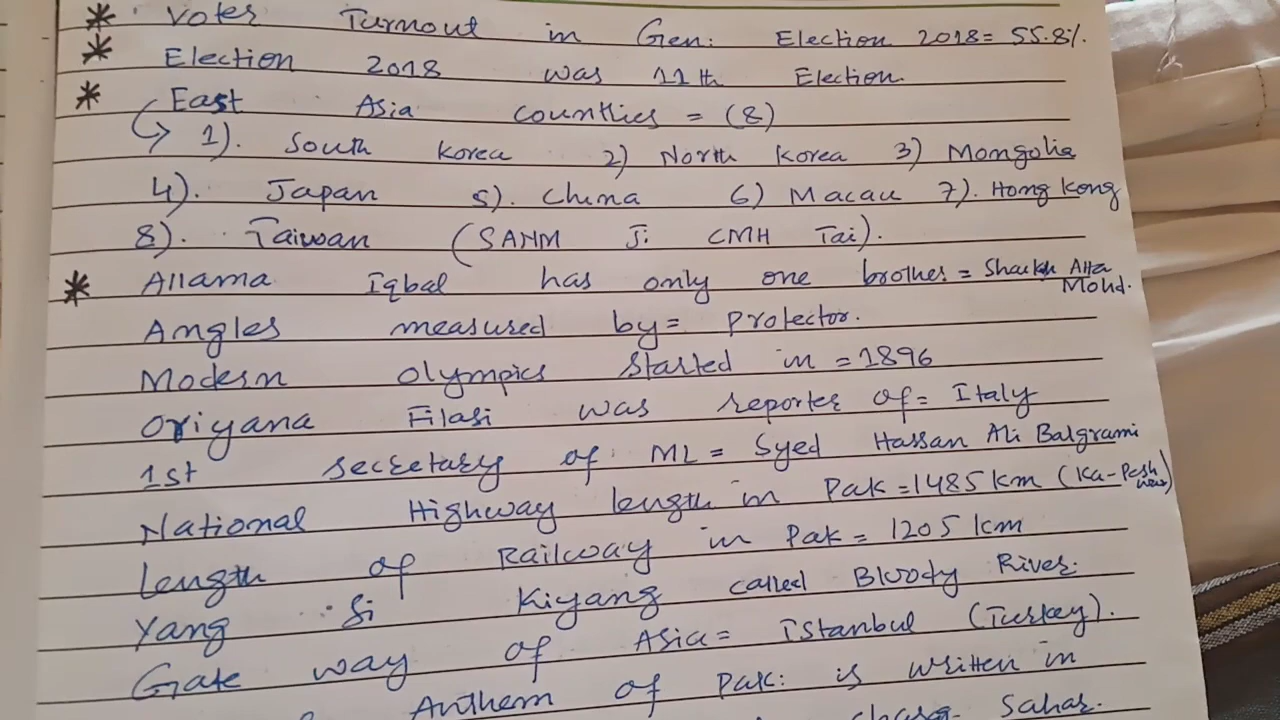 * Voter Turnout in Gen: Election 2018= 55.8%.
* Election 2018 was 11th Election.
* East Asia countries = (8)
↳ 1). South Korea 2) North Korea 3) Mongolia
4). Japan 5). China 6) Macau 7). Hong Kong
8). Taiwan (SANM J: CMH Tai).
* Allama Iqbal has only one brother = Shaikh Atta Mohd.
Angles measured by = Protector.
Modern Olympics Started in = 1896
Oriyana Filasi was reporter of = Italy
1st secretary of ML = Syed Hassan Ali Balgrami
National Highway length in Pak = 1485 km (Ka-Peshwar)
Length of Railway in Pak = 1205 km
Yang Si Kiyang called Bloody River.
Gate way of Asia = Istanbul (Turkey).
Anthem of Pak: is written in
Sahar.